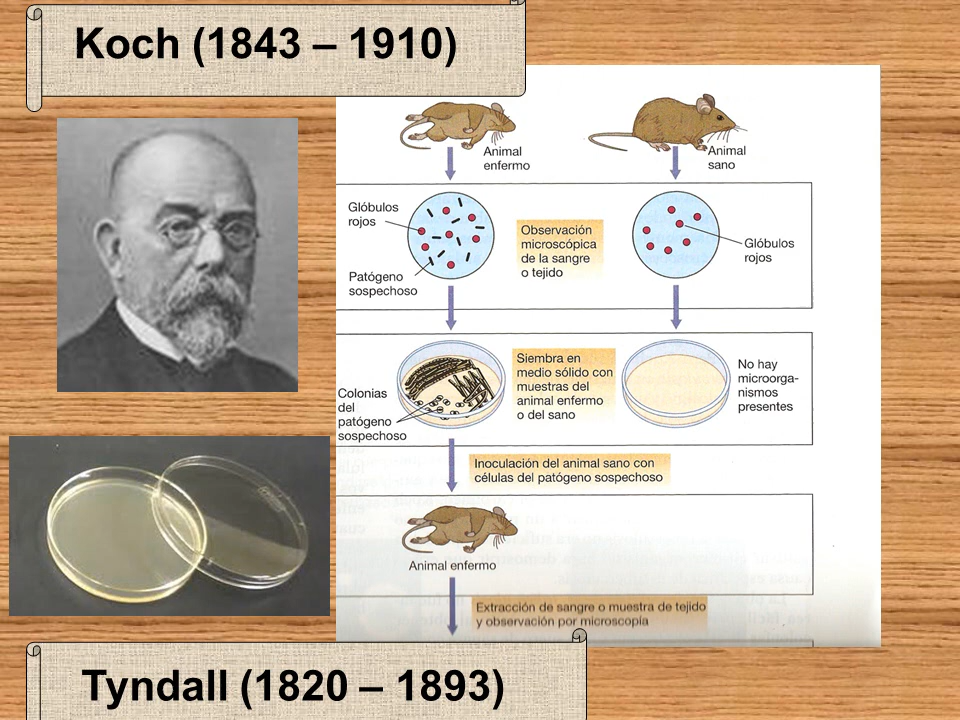 Koch (1843 – 1910)
Animal
enfermo
Animal
sano
Glóbulos
rojos
Patógeno
sospechoso
Observación
microscópica
de la sangre
o tejido
Glóbulos
rojos
Colonias
del
patógeno
sospechoso
Siembra en
medio sólido con
muestras del
animal enfermo
o del sano
No hay
microorga-
nismos
presentes
Inoculación del animal sano con
células del patógeno sospechoso
Animal enfermo
Extracción de sangre o muestra de tejido
y observación por microscopia
Tyndall (1820 – 1893)